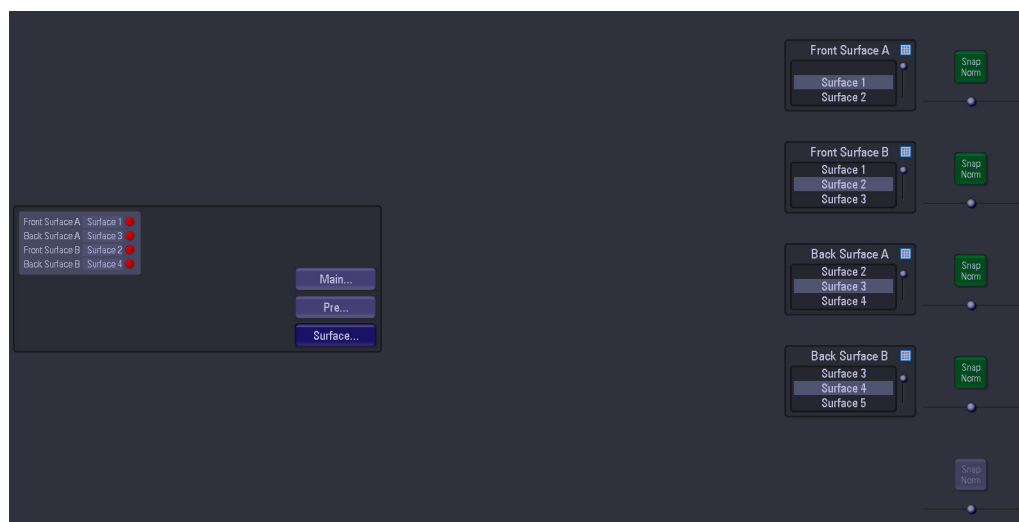 Front Surface A
Surface 1
Surface 2
Snap
Norm
Front Surface B
Surface 1
Surface 2
Surface 3
Snap
Norm
Front Surface A Surface 1
Back Surface A Surface 3
Front Surface B Surface 2
Back Surface B Surface 4
Main...
Pre...
Surface...
Back Surface A
Surface 2
Surface 3
Surface 4
Snap
Norm
Back Surface B
Surface 3
Surface 4
Surface 5
Snap
Norm
Snap
Norm